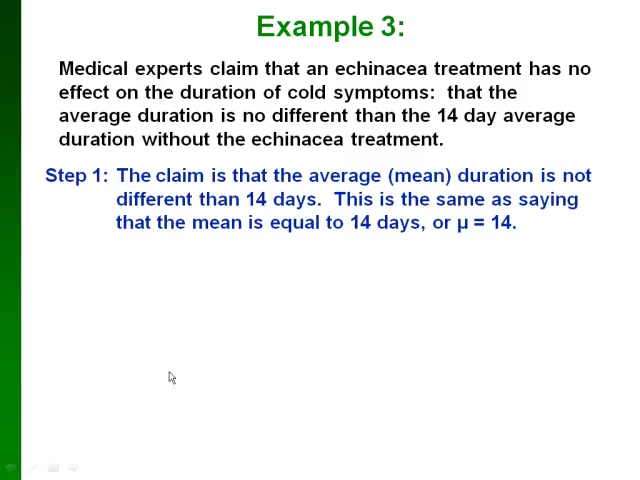 Example 3:
Medical experts claim that an echinacea treatment has no
effect on the duration of cold symptoms:  that the
average duration is no different than the 14 day average
duration without the echinacea treatment.
Step 1: The claim is that the average (mean) duration is not
different than 14 days.  This is the same as saying
that the mean is equal to 14 days, or μ = 14.